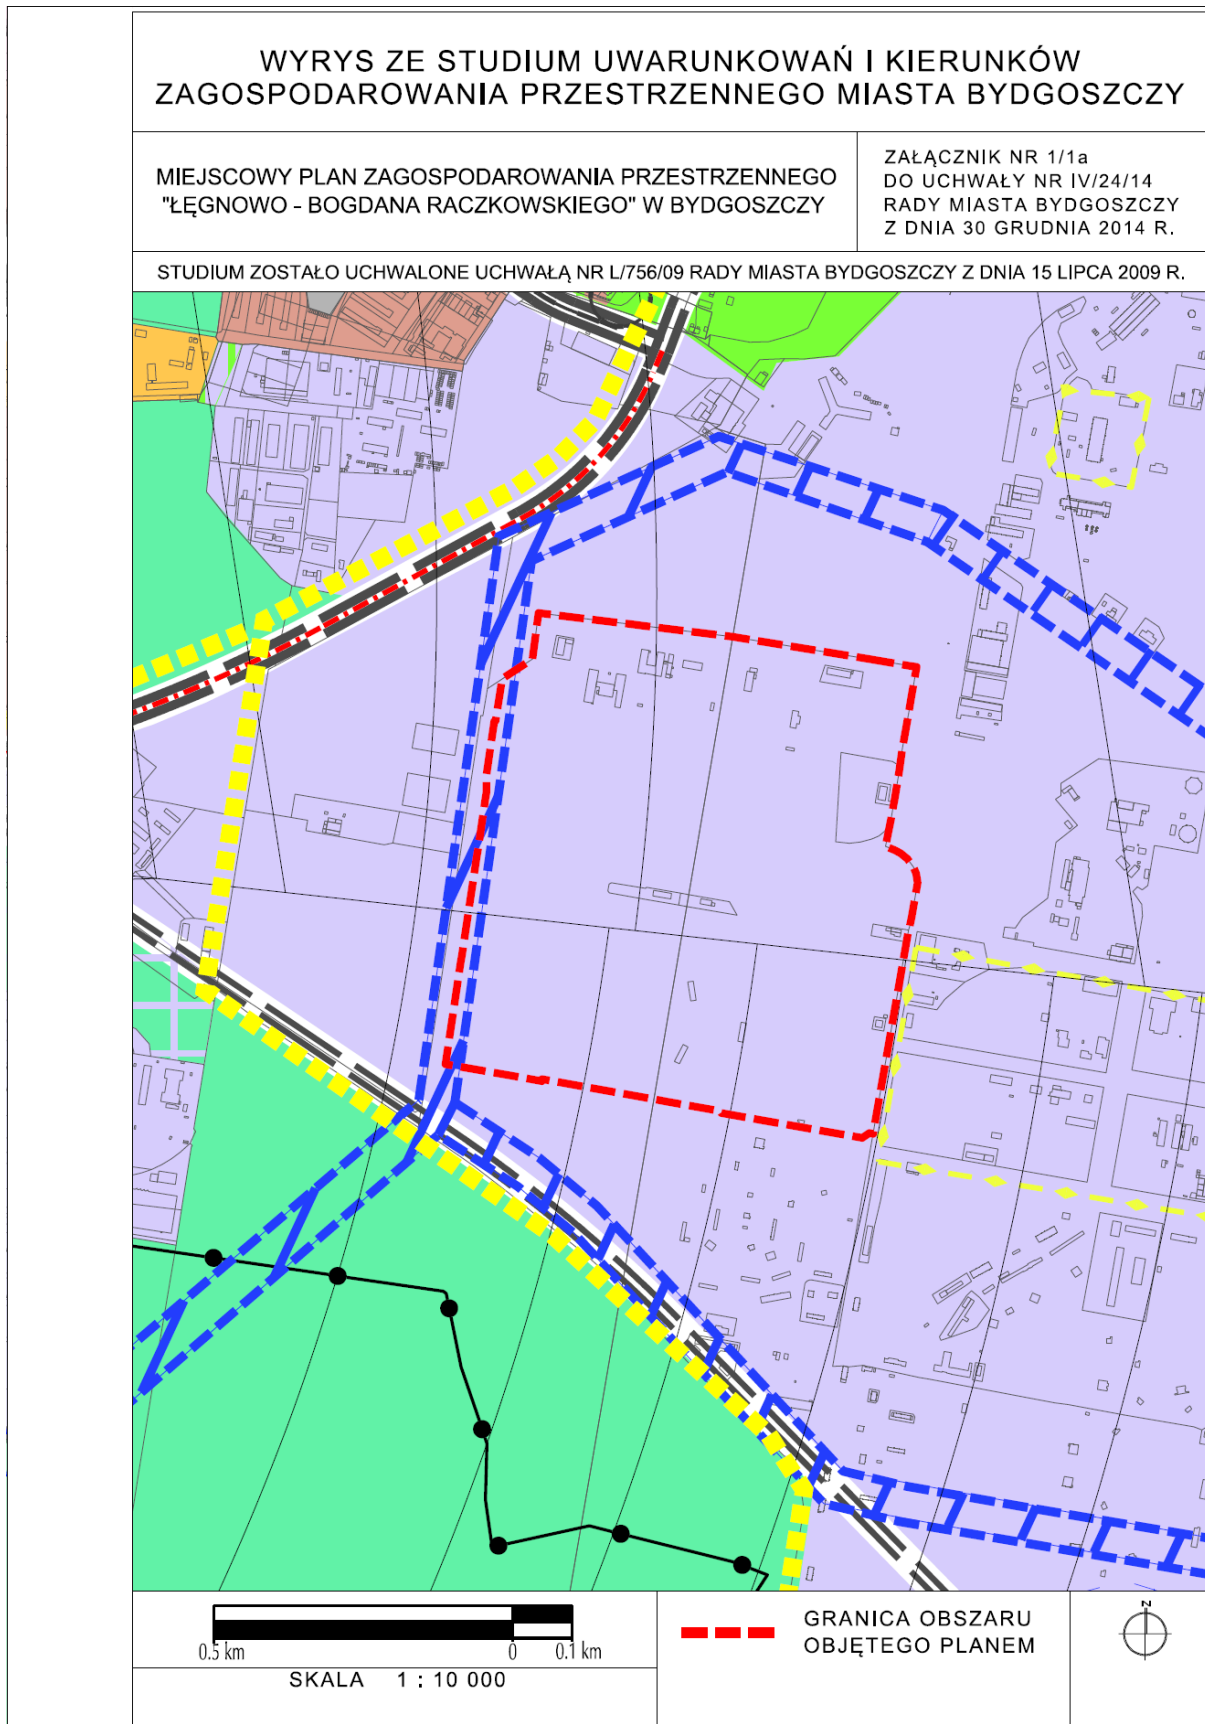 WYRYS ZE STUDIUM UWARUNKOWAŃ I KIERUNKÓW
ZAGOSPODAROWANIA PRZESTRZENNEGO MIASTA BYDGOSZCZY
MIEJSCOWY PLAN ZAGOSPODAROWANIA PRZESTRZENNEGO
"ŁĘGNOWO - BOGDANA RACZKOWSKIEGO" W BYDGOSZCZY
ZAŁĄCZNIK NR 1/1a
DO UCHWAŁY NR IV/24/14
RADY MIASTA BYDGOSZCZY
Z DNIA 30 GRUDNIA 2014 R.
STUDIUM ZOSTAŁO UCHWALONE UCHWAŁĄ NR L/756/09 RADY MIASTA BYDGOSZCZY Z DNIA 15 LIPCA 2009 R.
0.5 km 0 0.1 km
SKALA 1 : 10 000
GRANICA OBSZARU
OBJĘTEGO PLANEM
N